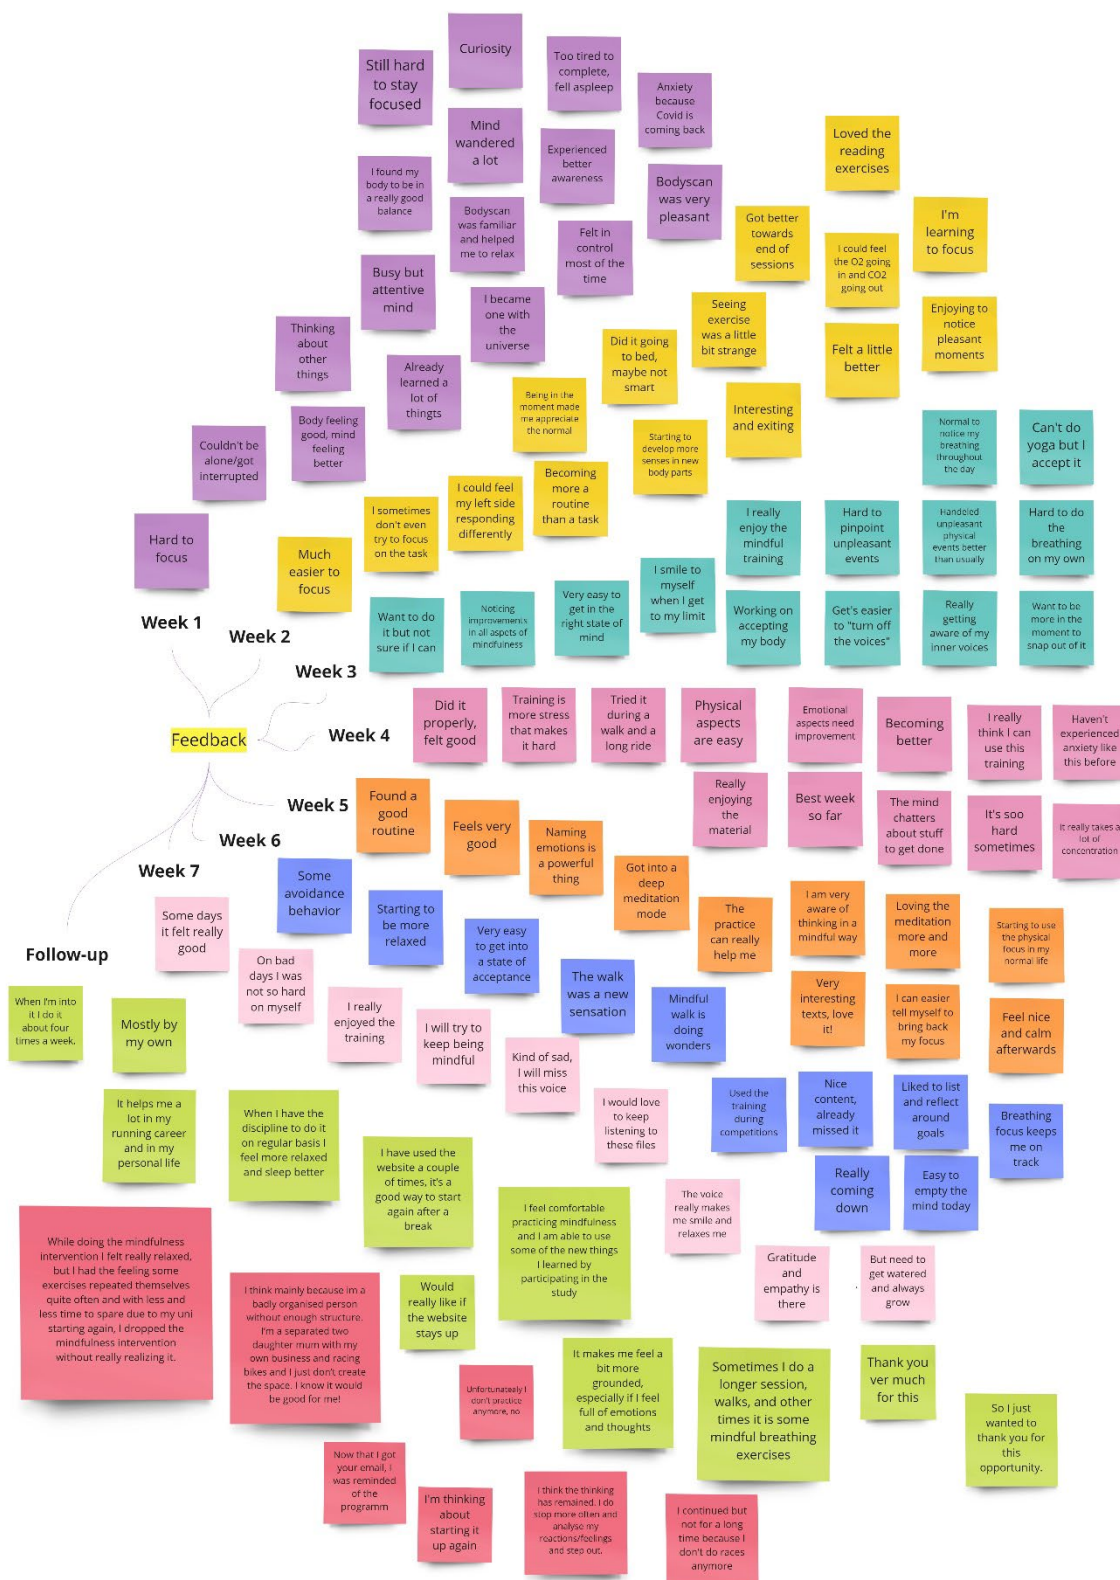 Curiosity
Still hard
to stay
focused
Too tired to
complete,
fell aspleep
Anxiety
because
Covid is
coming back
Mind
wandered
a lot
Experienced
better
awareness
I found my
body to be in
a really good
balance
Bodyscan
was very
pleasant
Bodyscan
was familiar
and helped
me to relax
Felt in
control
most of the
time
Busy but
attentive
mind
I became
one with
the
universe
Thinking
about
other
things
Already
learned a
lot of
thingts
Body feeling
good, mind
feeling
better
Couldn't be
alone/got
interrupted
Hard to
focus
Week 1
Loved the
reading
exercises
I'm
learning
to focus
Got better
towards
end of
sessions
I could feel
the O2 going
in and CO2
going out
Seeing
exercise
was a little
bit strange
Enjoying to
notice
pleasant
moments
Felt a little
better
Did it going
to bed,
maybe not
smart
Being in the
moment made
me appreciate
the normal
Interesting
and exiting
Starting to
develop more
senses in new
body parts
Becoming
more a
routine
than a task
I could feel
my left side
responding
differently
I sometimes
don't even
try to focus
on the task
Much
easier to
focus
Week 2
Normal to
notice my
breathing
throughout
the day
Can't do
yoga but I
accept it
I really
enjoy the
mindful
training
Hard to
pinpoint
unpleasant
events
Handeled
unpleasant
physical
events better
than usually
Hard to do
the
breathing
on my own
I smile to
myself
when I get
to my limit
Very easy to
get in the
right state of
mind
Noticing
improvements
in all aspets of
mindfulness
Want to do
it but not
sure if I can
Working on
accepting
my body
Get's easier
to "turn off
the voices"
Really
getting
aware of my
inner voices
Want to be
more in the
moment to
snap out of it
Week 3
Feedback
Week 4
Did it
properly,
felt good
Training is
more stress
that makes
it hard
Tried it
during a
walk and a
long ride
Physical
aspects
are easy
Emotional
aspects need
improvement
Becoming
better
I really
think I can
use this
training
Haven't
experienced
anxiety like
this before
Really
enjoying
the
material
Best week
so far
The mind
chatters
about stuff
to get done
It's soo
hard
sometimes
It really takes a
lot of
concentration
Week 5
Found a
good
routine
Feels very
good
Naming
emotions is
a powerful
thing
Got into a
deep
meditation
mode
The
practice
can really
help me
I am very
aware of
thinking in a
mindful way
Loving the
meditation
more and
more
Starting to use
the physical
focus in my
normal life
Very
interesting
texts, love
it!
I can easier
tell myself to
bring back
my focus
Feel nice
and calm
afterwards
Week 6
Some
avoidance
behavior
Starting to
be more
relaxed
Very easy
to get into
a state of
acceptance
The walk
was a new
sensation
Mindful
walk is
doing
wonders
Used the
training
during
competitions
Nice
content,
already
missed it
Liked to list
and reflect
around
goals
Breathing
focus keeps
me on
track
Really
coming
down
Easy to
empty the
mind today
Week 7
Some days
it felt really
good
On bad
days I was
not so hard
on myself
I really
enjoyed the
training
I will try to
keep being
mindful
Kind of sad,
I will miss
this voice
I would love
to keep
listening to
these files
The voice
really makes
me smile and
relaxes me
Gratitude
and
empathy is
there
But need to
get watered
and always
grow
Follow-up
When I'm into
it I do it
about four
times a week.
Mostly by
my own
It helps me a
lot in my
running career
and in my
personal life
When I have the
discipline to do it
on regular basis I
feel more relaxed
and sleep better
I have used the
website a couple
of times, it's a
good way to start
again after a
break
I feel comfortable
practicing mindfulness
and I am able to use
some of the new things
I learned by
participating in the
study
Would
really like if
the website
stays up
It makes me feel a
bit more
grounded,
especially if I feel
full of emotions
and thoughts
Sometimes I do a
longer session,
walks, and other
times it is some
mindful breathing
exercises
Thank you
ver much
for this
So I just
wanted to
thank you for
this
opportunity.
While doing the mindfulness
intervention I felt really relaxed,
but I had the feeling some
exercises repeated themselves
quite often and with less and
less time to spare due to my uni
starting again, I dropped the
mindfulness intervention
without really realizing it.
I think mainly because im a
badly organised person
without enough structure.
I'm a separated two
daughter mum with my
own business and racing
bikes and I just don't create
the space. I know it would
be good for me!
Unfortunataaly I
don't practice
anymore, no
Now that I got
your email, I
was reminded
of the
programm
I'm thinking
about
starting it
up again
I think the thinking
has remained. I do
stop more often and
analyse my
reactions/feelings
and step out.
I continued but
not for a long
time because I
don't do races
anymore